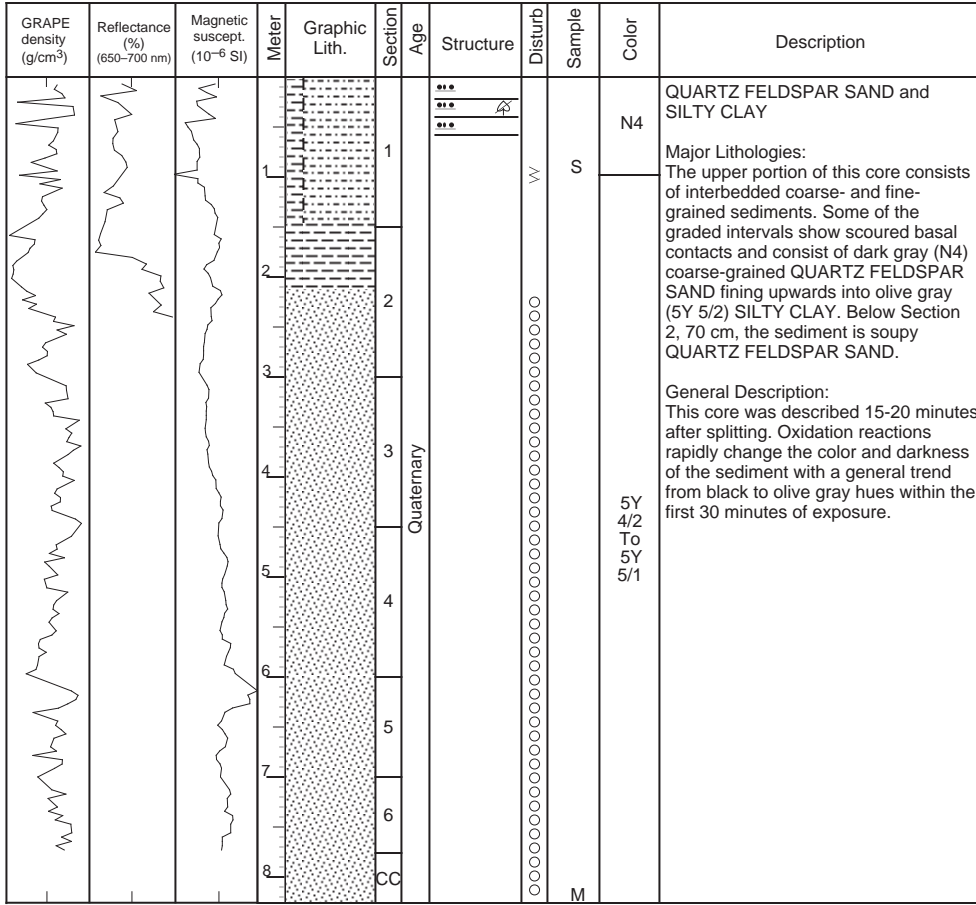 GRAPE
density
(g/cm3)
Reflectance
(%)
(650–700 nm)
Magnetic
suscept.
(10–6 SI)
Meter
Graphic
Lith.
Section
Age
Structure
Disturb
Sample
Color
Description
1
2
3
4
5
6
7
8
1
2
3
4
5
6
CC
Quaternary
S
M
N4
5Y
4/2
To
5Y
5/1
QUARTZ FELDSPAR SAND and
SILTY CLAY
Major Lithologies:
The upper portion of this core consists
of interbedded coarse- and fine-
grained sediments. Some of the
graded intervals show scoured basal
contacts and consist of dark gray (N4)
coarse-grained QUARTZ FELDSPAR
SAND fining upwards into olive gray
(5Y 5/2) SILTY CLAY. Below Section
2, 70 cm, the sediment is soupy
QUARTZ FELDSPAR SAND.
General Description:
This core was described 15-20 minutes
after splitting. Oxidation reactions
rapidly change the color and darkness
of the sediment with a general trend
from black to olive gray hues within the
first 30 minutes of exposure.